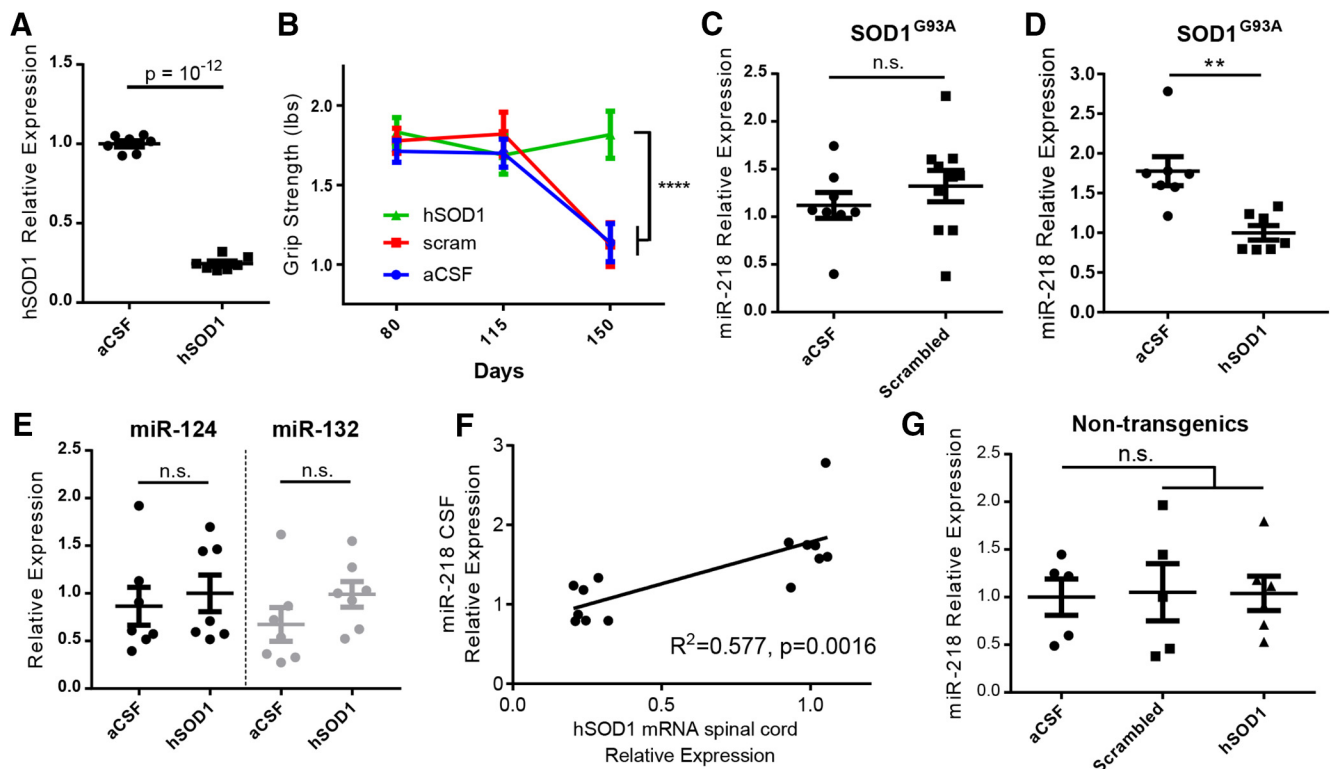 A
hSOD1 Relative Expression
1.5
1.0
0.5
0.0
p = 10-12
aCSF
hSOD1
B
Grip Strength (lbs)
2.0
1.5
1.0
hSOD1
scram
aCSF
****
80
115
150
Days
C
SOD1G93A
miR-218 Relative Expression
2.5
2.0
1.5
1.0
0.5
0.0
n.s.
aCSF
Scrambled
D
SOD1G93A
miR-218 Relative Expression
3.0
2.5
2.0
1.5
1.0
0.5
0.0
**
aCSF
hSOD1
E
miR-124
miR-132
Relative Expression
2.5
2.0
1.5
1.0
0.5
0.0
n.s.
n.s.
aCSF
hSOD1
aCSF
hSOD1
F
miR-218 CSF
Relative Expression
3
2
1
0
R2=0.577, p=0.0016
0.0
0.5
1.0
hSOD1 mRNA spinal cord
Relative Expression
G
Non-transgenics
miR-218 Relative Expression
2.5
2.0
1.5
1.0
0.5
0.0
n.s.
aCSF
Scrambled
hSOD1